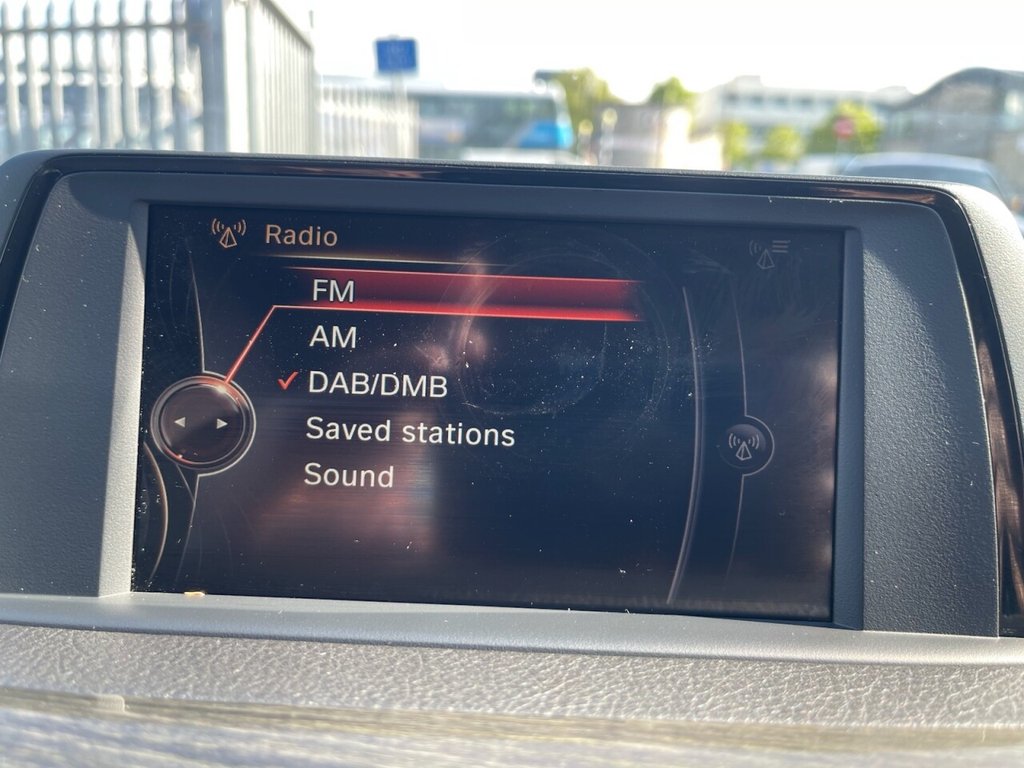 Radio
FM
AM
DAB/DMB
Saved stations
Sound